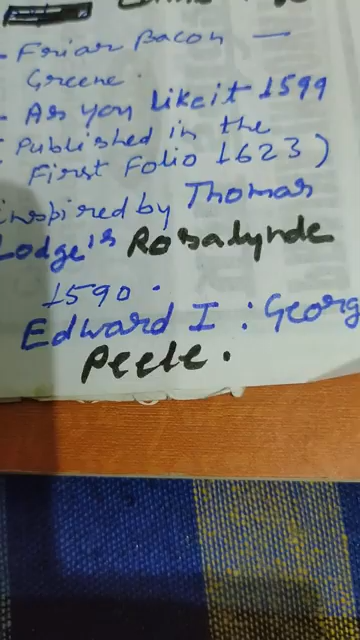 - Friar Bacon —
Greene.
- As you like it 1599
(Published in the
First Folio 1623)
inspired by Thomas
Lodge's Rosalynde
1590.
Edward I : Georg
Peele.